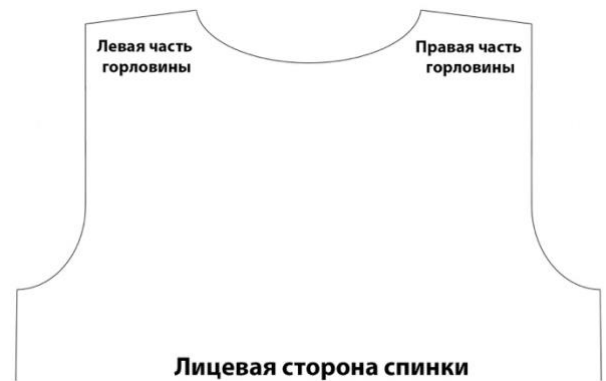 Левая часть
горловины
Правая часть
горловины
Лицевая сторона спинки